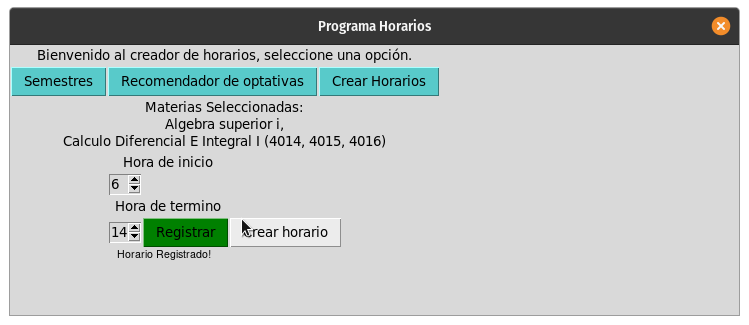 Programa Horarios
Bienvenido al creador de horarios, seleccione una opción.
Semestres Recomendador de optativas Crear Horarios
Materias Seleccionadas:
Algebra superior i,
Calculo Diferencial E Integral I (4014, 4015, 4016)
Hora de inicio
6
Hora de termino
14 Registrar Crear horario
Horario Registrado!